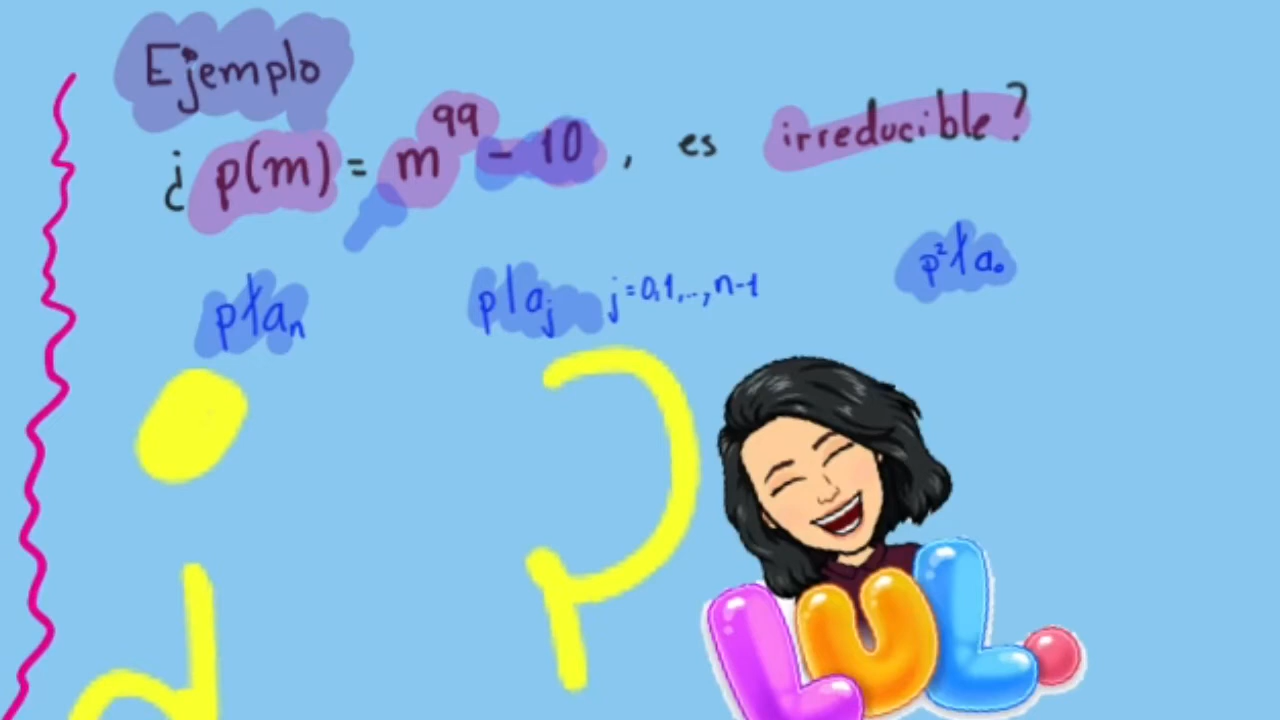 Ejemplo
¿ p(m) = m⁹⁹ - 10 , es irreducible?
p∤aₙ p|aⱼ j=0,1,..,n-1 p²∤a₀
¿ ?
LUL.